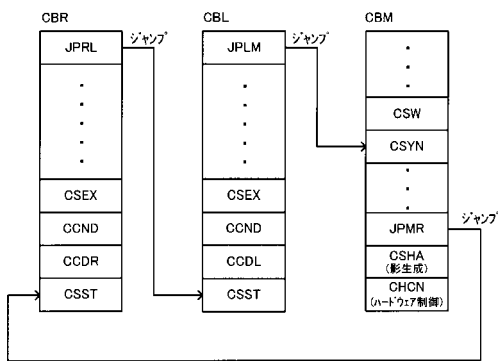 CBR
CBL
CBM
JPRL
ジャンプ
JPLM
ジャンプ
CSW
CSYN
CSEX
CCND
CCDR
CSST
CSEX
CCND
CCDL
CSST
JPMR
ジャンプ
CSHA
(影生成)
CHCN
(ハードウェア制御)